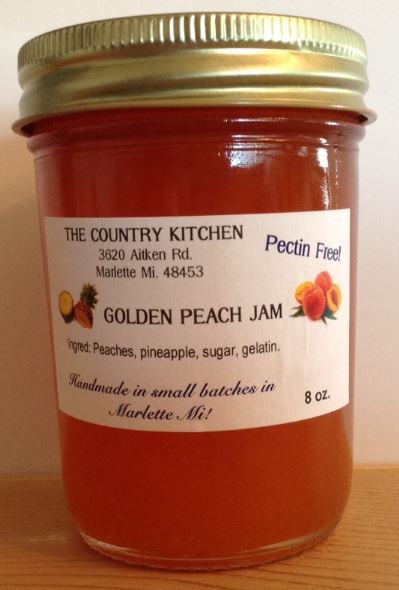 THE COUNTRY KITCHEN
3620 Aitken Rd.
Marlette Mi. 48453
Pectin Free!
GOLDEN PEACH JAM
Ingred: Peaches, pineapple, sugar, gelatin.
Handmade in small batches in
Marlette Mi!
8 oz.